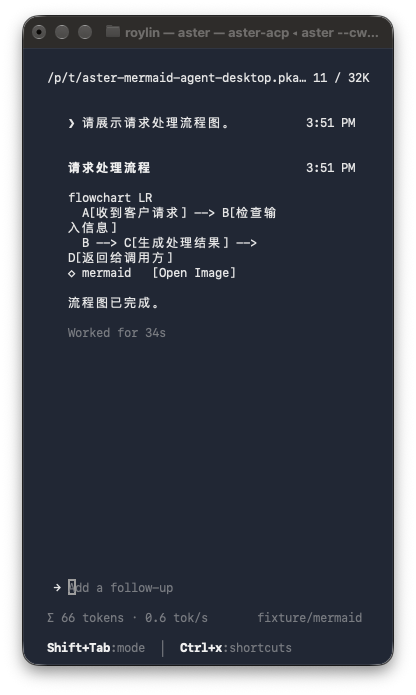 roylin — aster — aster-acp ◂ aster --cw...
/p/t/aster-mermaid-agent-desktop.pka… 11 / 32K
❯ 请展示请求处理流程图。 3:51 PM
请求处理流程 3:51 PM
flowchart LR
A[收到客户请求] --> B[检查输
入信息]
B --> C[生成处理结果] -->
D[返回给调用方]
◇ mermaid [Open Image]
流程图已完成。
Worked for 34s
→ Add a follow-up
Σ 66 tokens · 0.6 tok/s fixture/mermaid
Shift+Tab:mode │ Ctrl+x:shortcuts